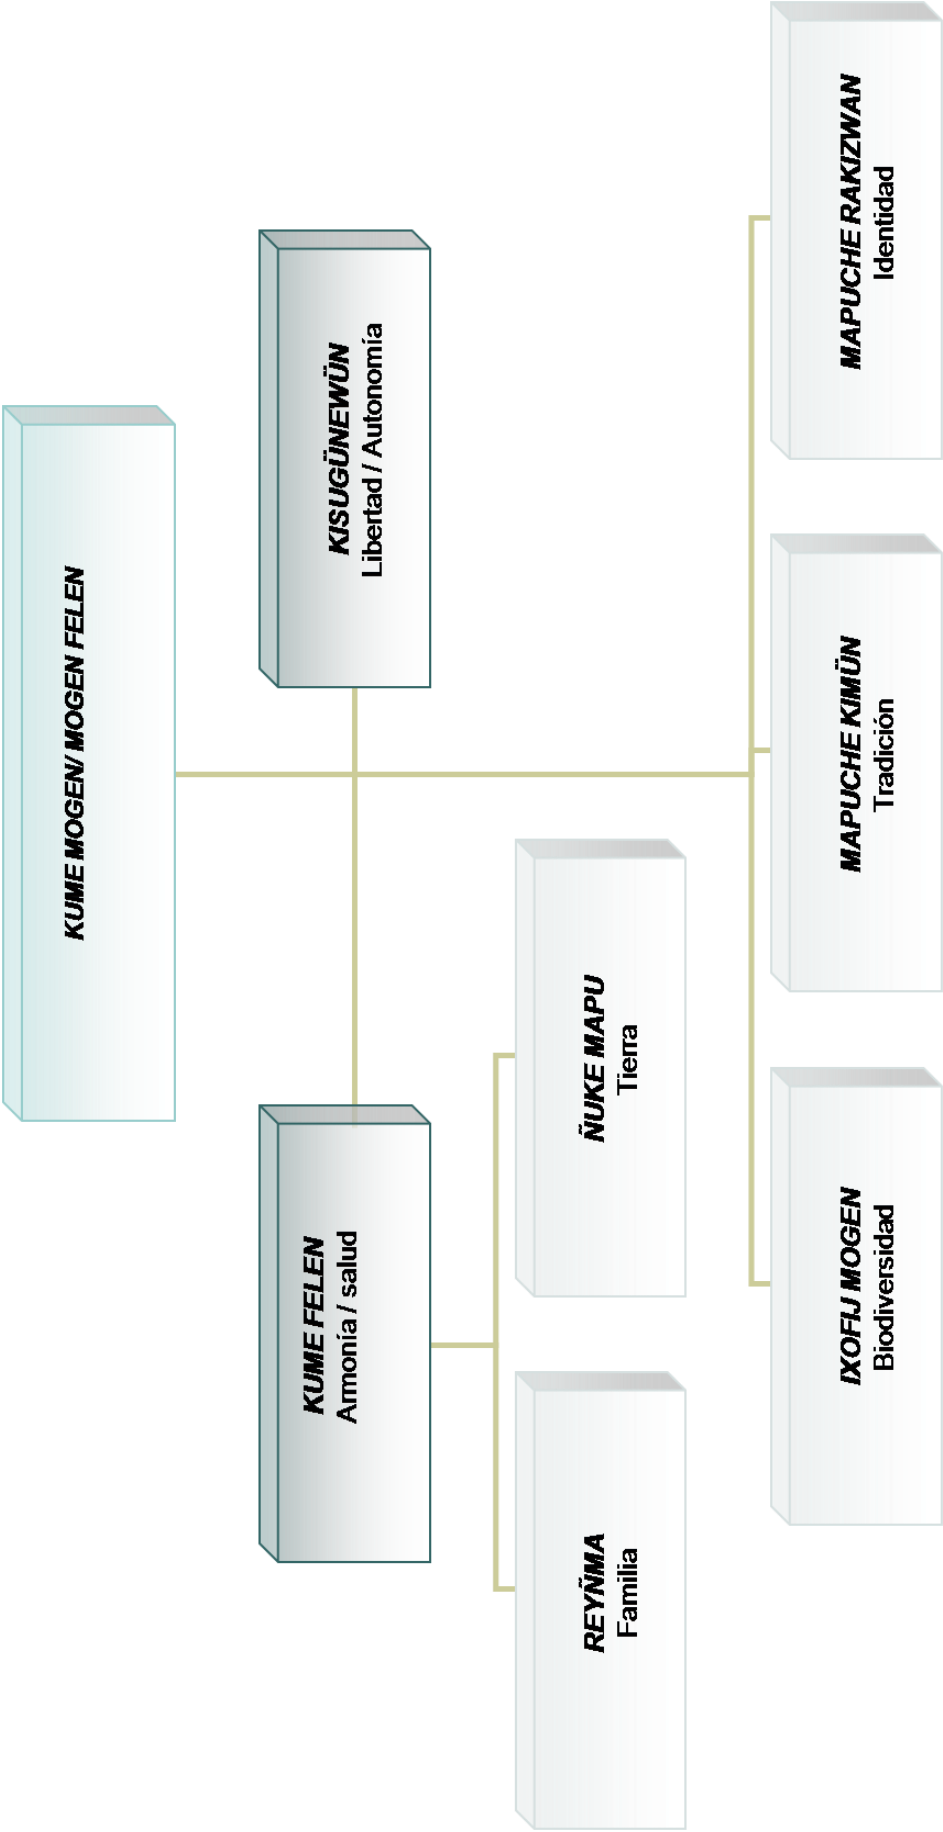 KUME MOGEN/ MOGEN FELEN
KUME FELEN
Armonía / salud
KISUGÜNEWÜN
Libertad / Autonomía
REYÑMA
Familia
ÑUKE MAPU
Tierra
IXOFIJ MOGEN
Biodiversidad
MAPUCHE KIMÜN
Tradición
MAPUCHE RAKIZWAN
Identidad